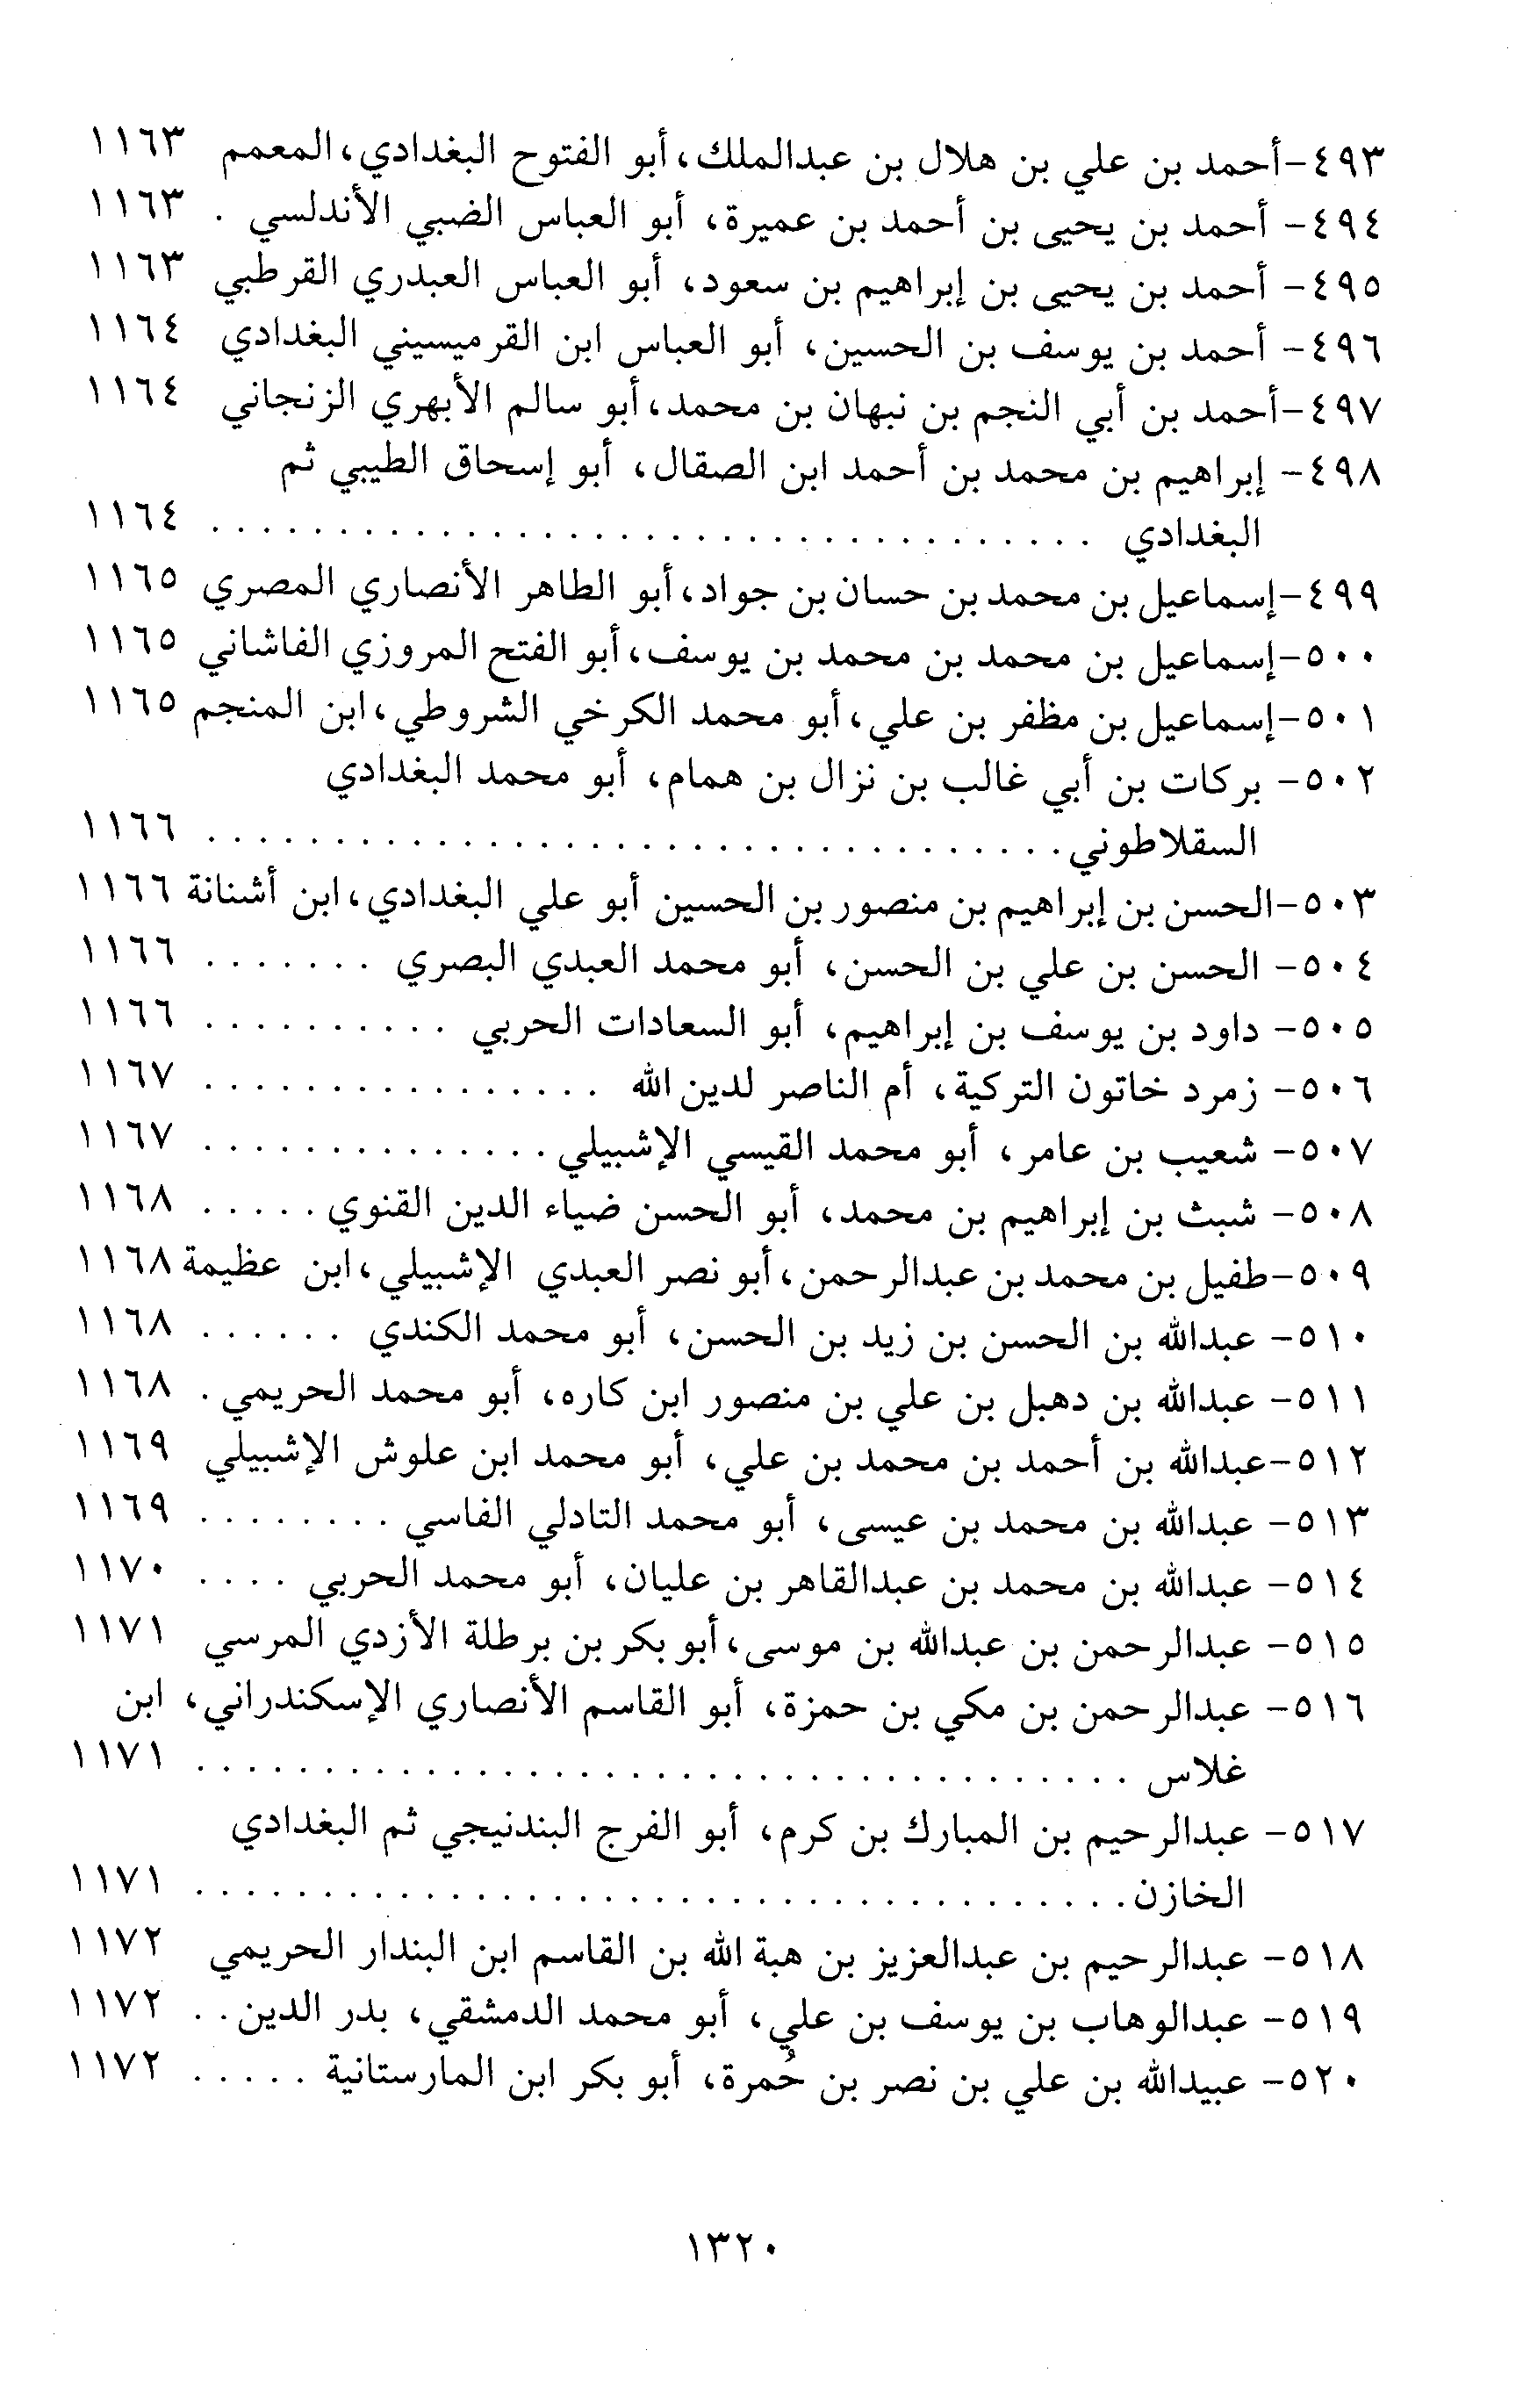 ٤٩٣-أحمد بن علي بن هلال بن عبدالملك، أبو الفتوح البغدادي، المعمم ١١٦٣
٤٩٤- أحمد بن يحيى بن أحمد بن عميرة، أبو العباس الضبي الأندلسي . ١١٦٣
٤٩٥- أحمد بن يحيى بن إبراهيم بن سعود، أبو العباس العبدري القرطبي ١١٦٣
٤٩٦- أحمد بن يوسف بن الحسين، أبو العباس ابن القرميسيني البغدادي ١١٦٤
٤٩٧-أحمد بن أبي النجم بن نبهان بن محمد، أبو سالم الأبهري الزنجاني ١١٦٤
٤٩٨- إبراهيم بن محمد بن أحمد ابن الصقال، أبو إسحاق الطيبي ثم
البغدادي . . . . . . . . . . . . . . . . . . . . . . . . . . . . . . . . . . . ١١٦٤
٤٩٩-إسماعيل بن محمد بن حسان بن جواد، أبو الطاهر الأنصاري المصري ١١٦٥
٥٠٠-إسماعيل بن محمد بن محمد بن يوسف، أبو الفتح المروزي الفاشاني ١١٦٥
٥٠١-إسماعيل بن مظفر بن علي، أبو محمد الكرخي الشروطي، ابن المنجم ١١٦٥
٥٠٢- بركات بن أبي غالب بن نزال بن همام، أبو محمد البغدادي
السقلاطوني . . . . . . . . . . . . . . . . . . . . . . . . . . . . . . . . . . ١١٦٦
٥٠٣-الحسن بن إبراهيم بن منصور بن الحسين أبو علي البغدادي، ابن أشنانة ١١٦٦
٥٠٤- الحسن بن علي بن الحسن، أبو محمد العبدي البصري . . . . . . . ١١٦٦
٥٠٥- داود بن يوسف بن إبراهيم، أبو السعادات الحربي . . . . . . . . . . ١١٦٦
٥٠٦- زمرد خاتون التركية، أم الناصر لدين الله . . . . . . . . . . . . . . . . ١١٦٧
٥٠٧- شعيب بن عامر، أبو محمد القيسي الإشبيلي . . . . . . . . . . . . . . ١١٦٧
٥٠٨- شبث بن إبراهيم بن محمد، أبو الحسن ضياء الدين القنوي . . . . . ١١٦٨
٥٠٩-طفيل بن محمد بن عبدالرحمن، أبو نصر العبدي الإشبيلي، ابن عظيمة ١١٦٨
٥١٠- عبدالله بن الحسن بن زيد بن الحسن، أبو محمد الكندي . . . . . . ١١٦٨
٥١١- عبدالله بن دهبل بن علي بن منصور ابن كاره، أبو محمد الحريمي . ١١٦٨
٥١٢-عبدالله بن أحمد بن محمد بن علي، أبو محمد ابن علوش الإشبيلي ١١٦٩
٥١٣- عبدالله بن محمد بن عيسى، أبو محمد التادلي الفاسي . . . . . . . . ١١٦٩
٥١٤- عبدالله بن محمد بن عبدالقاهر بن عليان، أبو محمد الحربي . . . . ١١٧٠
٥١٥- عبدالرحمن بن عبدالله بن موسى، أبو بكر بن برطلة الأزدي المرسي ١١٧١
٥١٦- عبدالرحمن بن مكي بن حمزة، أبو القاسم الأنصاري الإسكندراني، ابن
غلاس . . . . . . . . . . . . . . . . . . . . . . . . . . . . . . . . . . . . . ١١٧١
٥١٧- عبدالرحيم بن المبارك بن كرم، أبو الفرج البندنيجي ثم البغدادي
الخازن . . . . . . . . . . . . . . . . . . . . . . . . . . . . . . . . . . . . . ١١٧١
٥١٨- عبدالرحيم بن عبدالعزيز بن هبة الله بن القاسم ابن البندار الحريمي ١١٧٢
٥١٩- عبدالوهاب بن يوسف بن علي، أبو محمد الدمشقي، بدر الدين . . ١١٧٢
٥٢٠- عبيدالله بن علي بن نصر بن حُمرة، أبو بكر ابن المارستانية . . . . . ١١٧٢
١٣٢٠